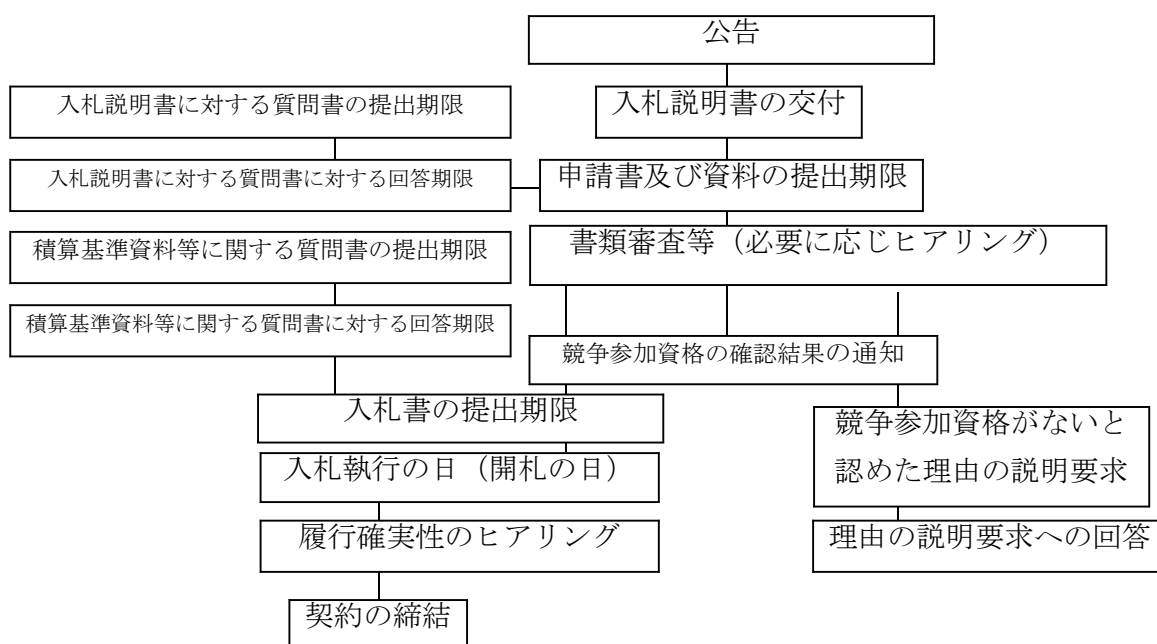 公告
入札説明書に対する質問書の提出期限
入札説明書の交付
入札説明書に対する質問書に対する回答期限
申請書及び資料の提出期限
積算基準資料等に関する質問書の提出期限
書類審査等（必要に応じヒアリング）
積算基準資料等に関する質問書に対する回答期限
競争参加資格の確認結果の通知
入札書の提出期限
競争参加資格がないと
認めた理由の説明要求
入札執行の日（開札の日）
履行確実性のヒアリング
理由の説明要求への回答
契約の締結